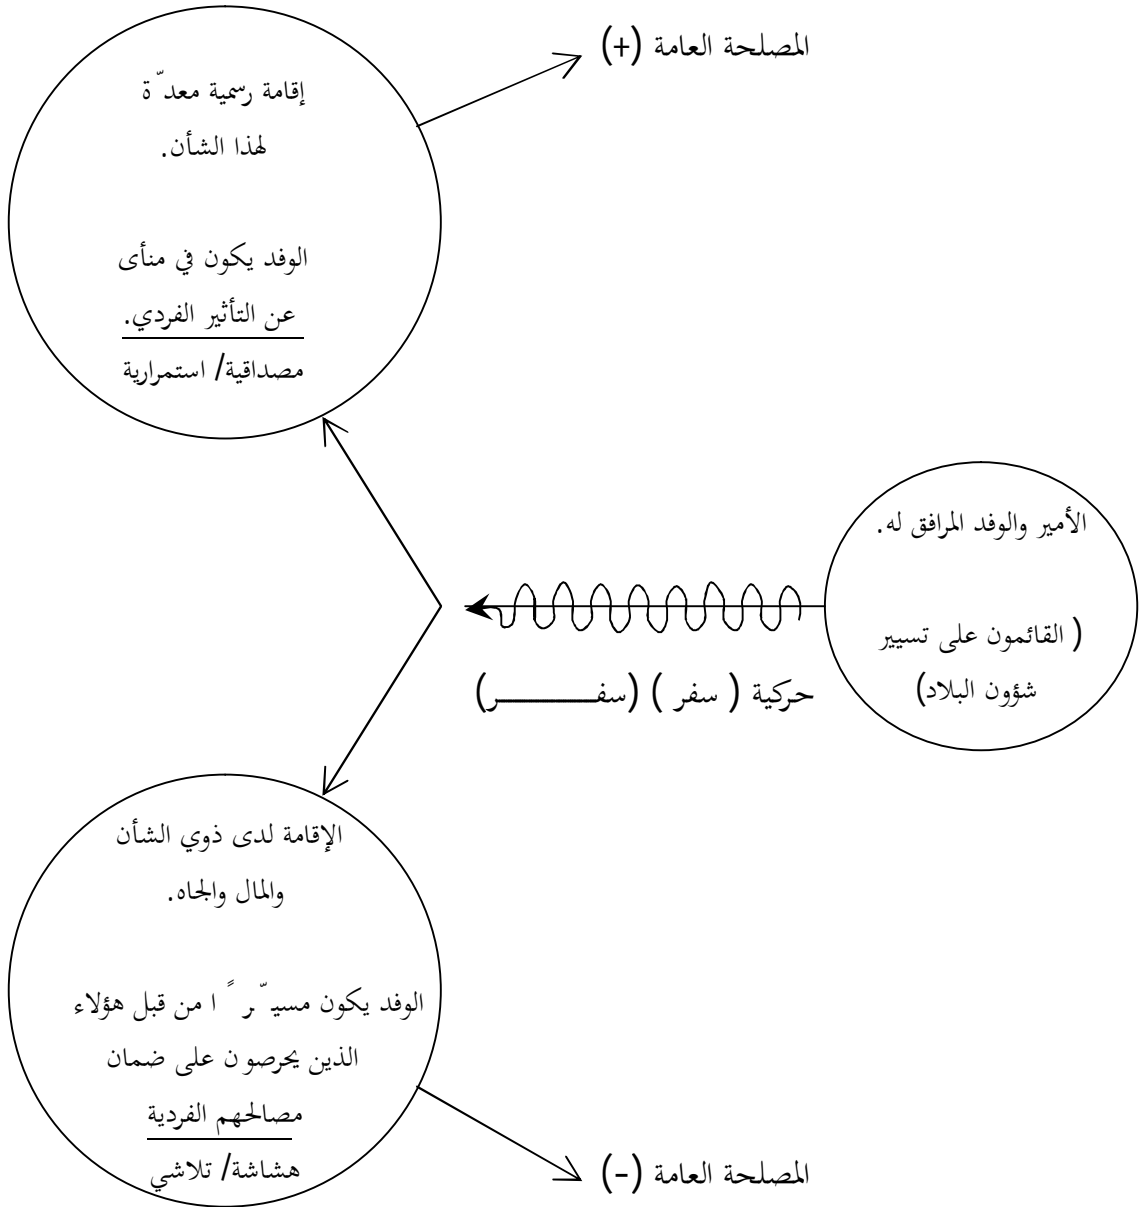 المصلحة العامة (+)
إقامة رسمية معدّة
لهذا الشأن.
الوفد يكون في منأى
عن التأثير الفردي.
مصداقية/ استمرارية
الأمير والوفد المرافق له.
( القائمون على تسيير
شؤون البلاد)
حركية ( سفر ) (سفـــــــــر)
الإقامة لدى ذوي الشأن
والمال والجاه.
الوفد يكون مسيّرًا من قبل هؤلاء
الذين يحرصون على ضمان
مصالحهم الفردية
هشاشة/ تلاشي
المصلحة العامة (-)